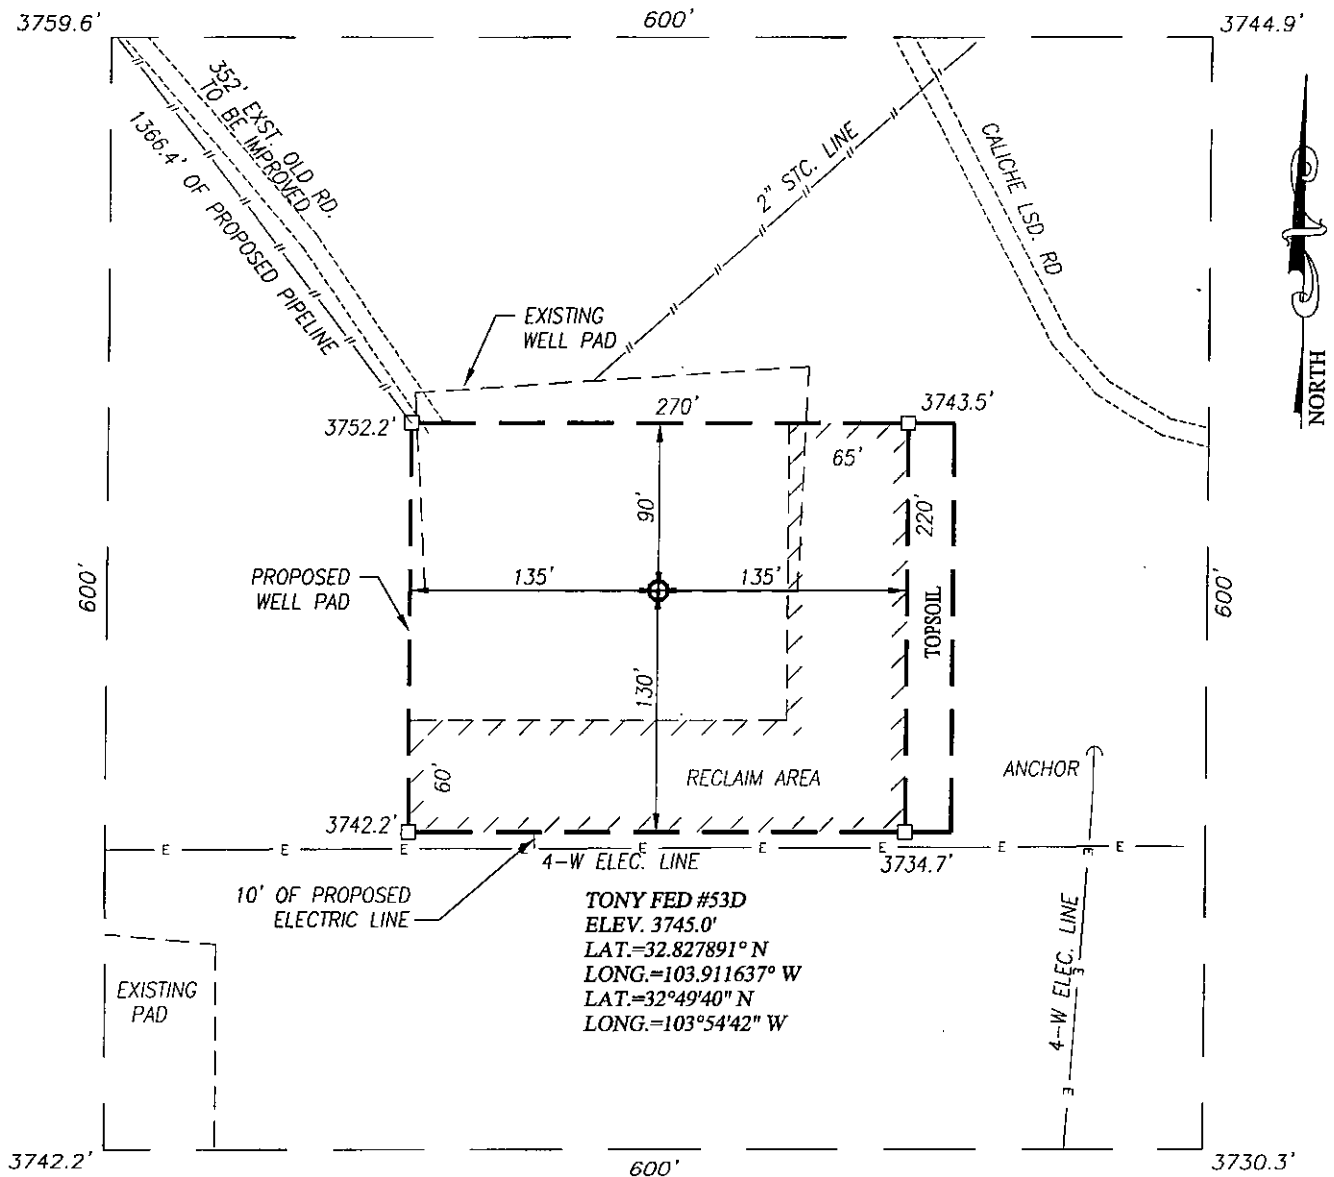 3759.6'
600'
3744.9'
352' EXST. OLD RD.
TO BE IMPROVED
1366.4' OF PROPOSED PIPELINE
2" STC. LINE
CALICHE LSD. RD
NORTH
EXISTING
WELL PAD
3752.2'
270'
3743.5'
65'
90'
220'
PROPOSED
WELL PAD
135'
135'
600'
600'
TOPSOIL
130'
60'
RECLAIM AREA
ANCHOR
3742.2'
E E E E E E E E E
4-W ELEC. LINE
3734.7'
10' OF PROPOSED
ELECTRIC LINE
TONY FED #53D
ELEV. 3745.0'
LAT.=32.827891° N
LONG.=103.911637° W
LAT.=32°49'40" N
LONG.=103°54'42" W
E
4-W ELEC. LINE
E
E
EXISTING
PAD
3742.2'
600'
3730.3'